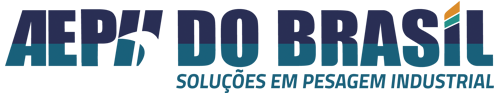 AEPH DO BRASIL
SOLUÇÕES EM PESAGEM INDUSTRIAL